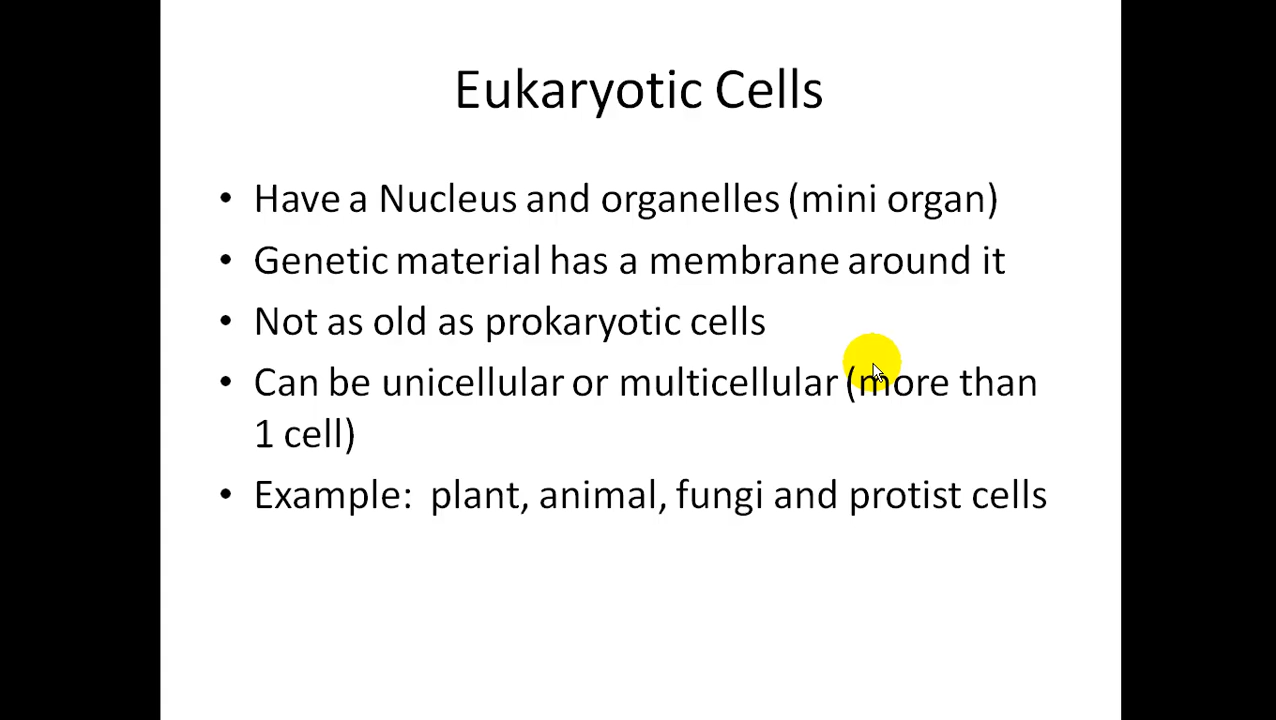 Eukaryotic Cells
• Have a Nucleus and organelles (mini organ)
• Genetic material has a membrane around it
• Not as old as prokaryotic cells
• Can be unicellular or multicellular (more than
1 cell)
• Example:  plant, animal, fungi and protist cells